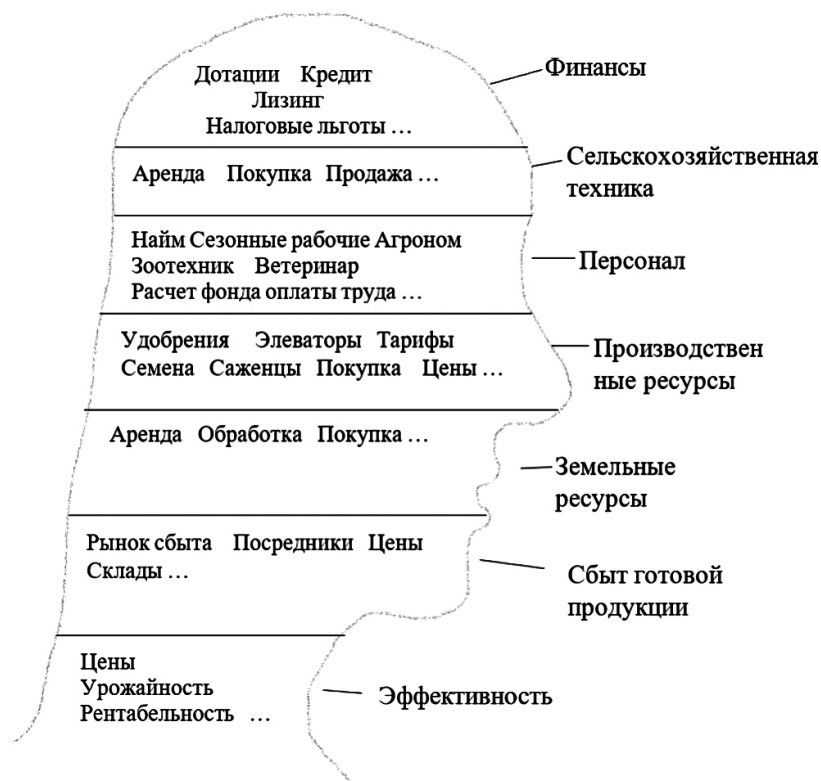 Дотации Кредит
Лизинг
Налоговые льготы ...
Финансы
Аренда Покупка Продажа ...
Сельскохозяйственная
техника
Найм Сезонные рабочие Агроном
Зоотехник Ветеринар
Расчет фонда оплаты труда ...
Персонал
Удобрения Элеваторы Тарифы
Семена Саженцы Покупка Цены ...
Производствен
ные ресурсы
Аренда Обработка Покупка ...
Земельные
ресурсы
Рынок сбыта Посредники Цены
Склады ...
Сбыт готовой
продукции
Цены
Урожайность
Рентабельность ...
Эффективность